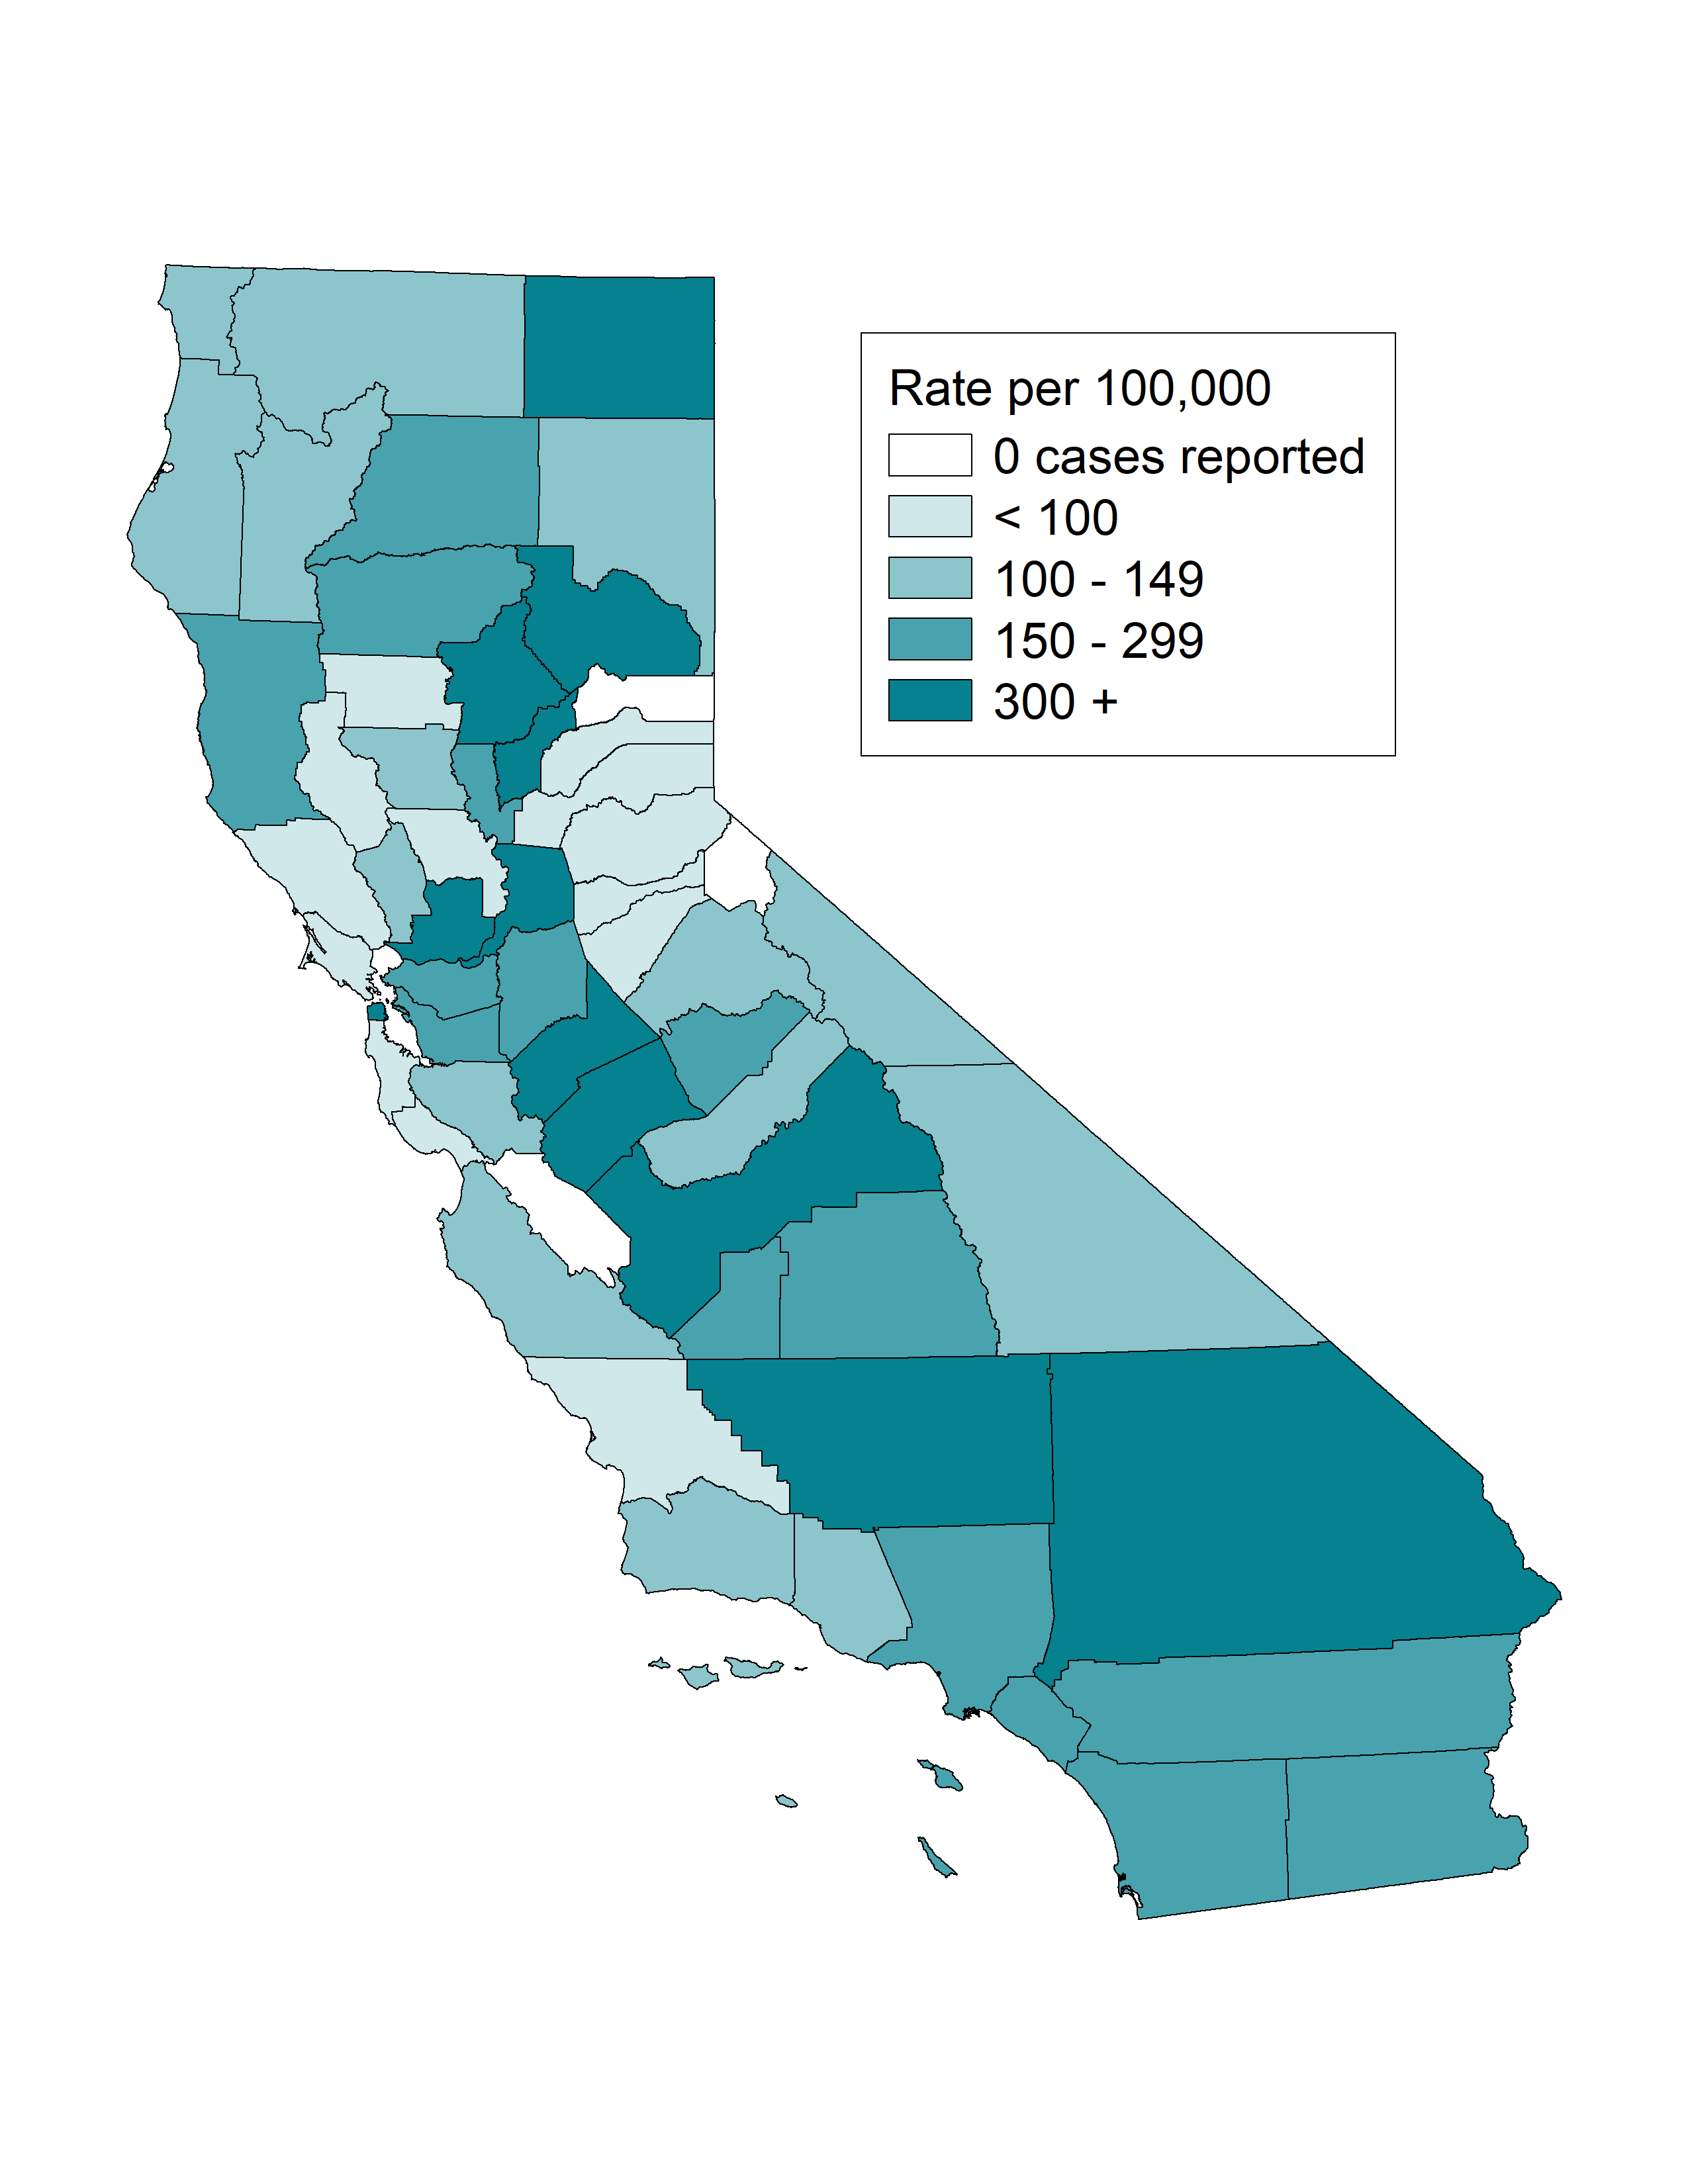 Rate per 100,000
0 cases reported
< 100
100 - 149
150 - 299
300 +